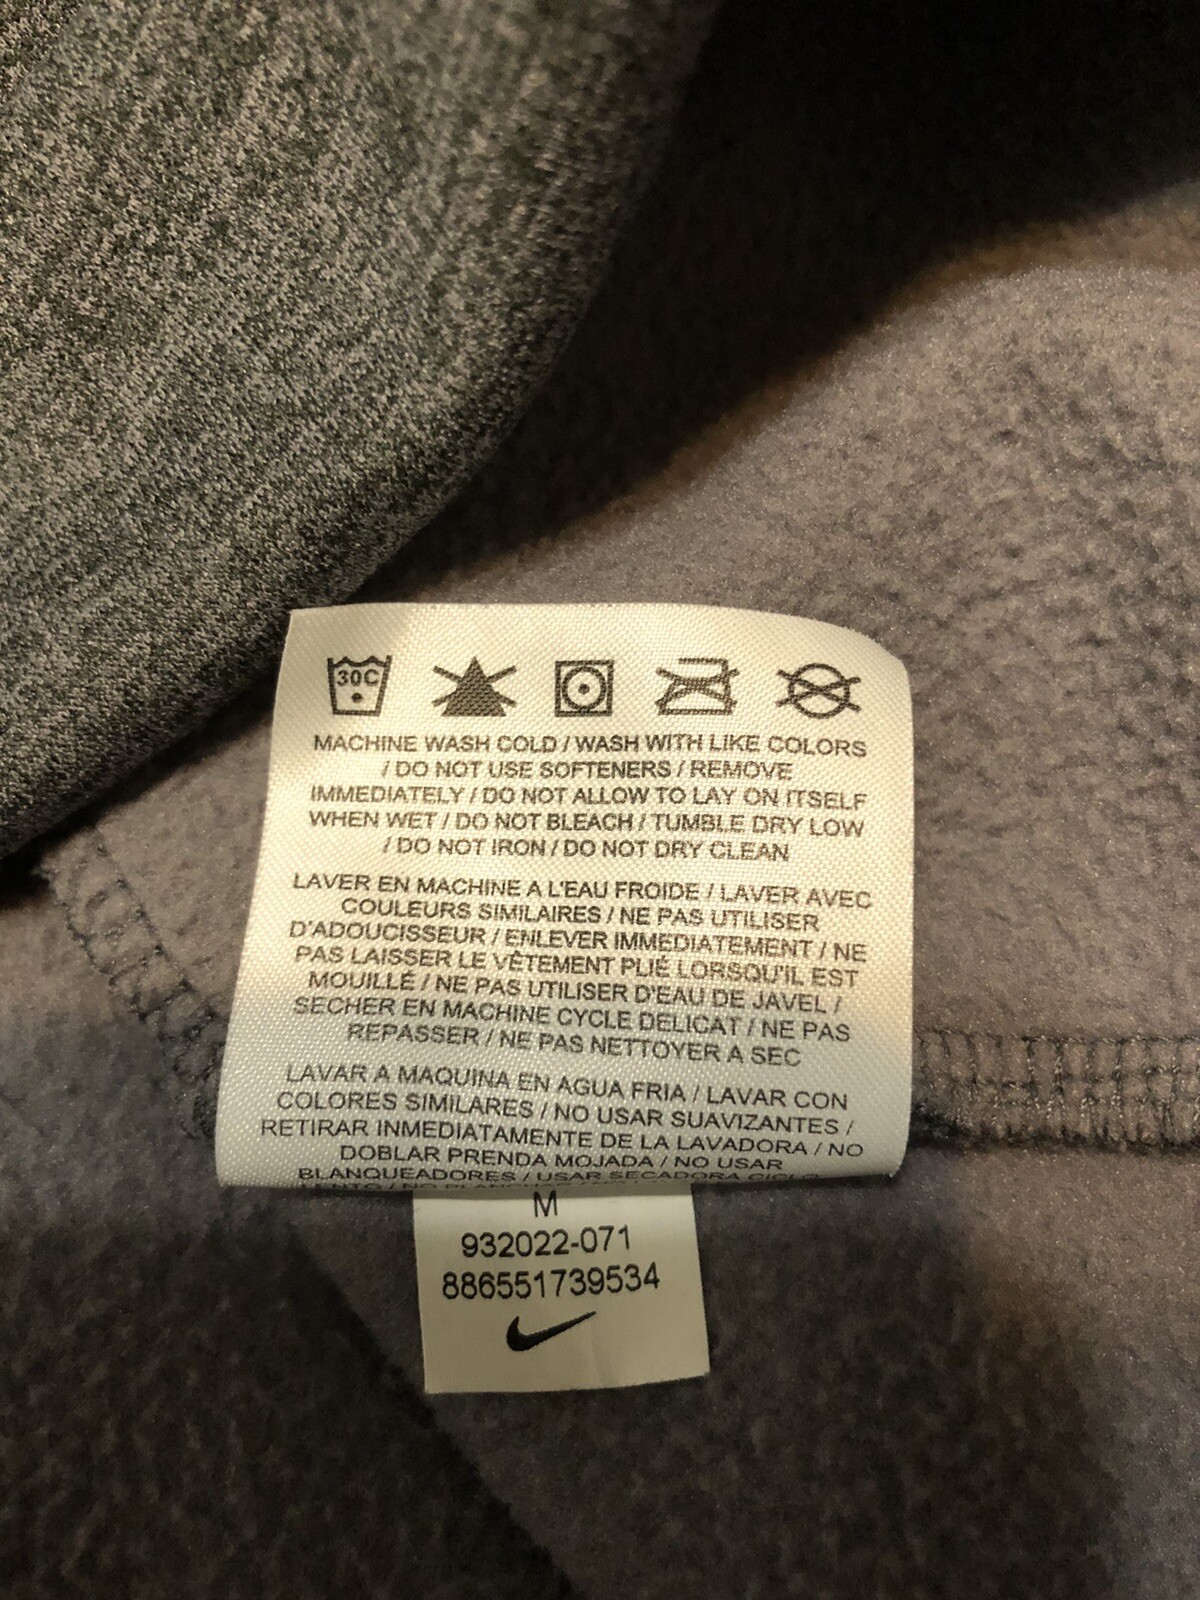 30C
MACHINE WASH COLD / WASH WITH LIKE COLORS
/ DO NOT USE SOFTENERS / REMOVE
IMMEDIATELY / DO NOT ALLOW TO LAY ON ITSELF
WHEN WET / DO NOT BLEACH / TUMBLE DRY LOW
/ DO NOT IRON / DO NOT DRY CLEAN
LAVER EN MACHINE A L'EAU FROIDE / LAVER AVEC
COULEURS SIMILAIRES / NE PAS UTILISER
D'ADOUCISSEUR / ENLEVER IMMEDIATEMENT / NE
PAS LAISSER LE VÊTEMENT PLIÉ LORSQU'IL EST
MOUILLÉ / NE PAS UTILISER D'EAU DE JAVEL /
SECHER EN MACHINE CYCLE DELICAT / NE PAS
REPASSER / NE PAS NETTOYER A SEC
LAVAR A MAQUINA EN AGUA FRIA / LAVAR CON
COLORES SIMILARES / NO USAR SUAVIZANTES /
RETIRAR INMEDIATAMENTE DE LA LAVADORA / NO
DOBLAR PRENDA MOJADA / NO USAR
BLANQUEADORES / USAR SECADORA CICLO
LENTO / NO PLANCHAR /
M
932022-071
886551739534